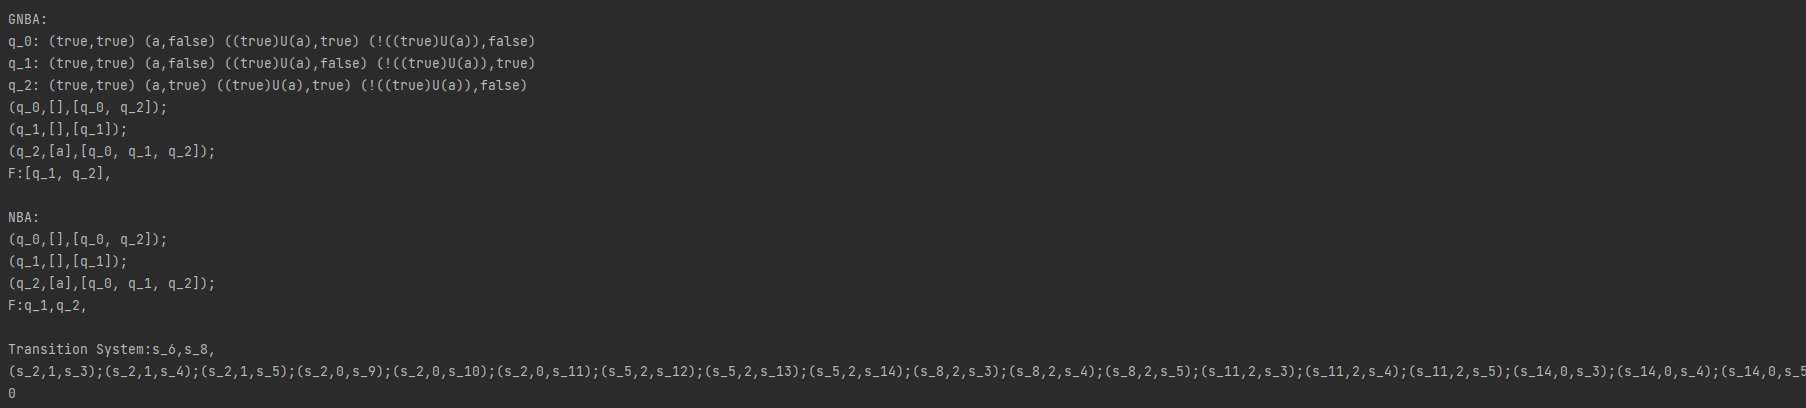 GNBA:
q_0: (true,true) (a,false) ((true)U(a),true) (!((true)U(a)),false)
q_1: (true,true) (a,false) ((true)U(a),false) (!((true)U(a)),true)
q_2: (true,true) (a,true) ((true)U(a),true) (!((true)U(a)),false)
(q_0,[],[q_0, q_2]);
(q_1,[],[q_1]);
(q_2,[a],[q_0, q_1, q_2]);
F:[q_1, q_2],
NBA:
(q_0,[],[q_0, q_2]);
(q_1,[],[q_1]);
(q_2,[a],[q_0, q_1, q_2]);
F:q_1,q_2,
Transition System:s_6,s_8,
(s_2,1,s_3);(s_2,1,s_4);(s_2,1,s_5);(s_2,0,s_9);(s_2,0,s_10);(s_2,0,s_11);(s_5,2,s_12);(s_5,2,s_13);(s_5,2,s_14);(s_8,2,s_3);(s_8,2,s_4);(s_8,2,s_5);(s_11,2,s_3);(s_11,2,s_4);(s_11,2,s_5);(s_14,0,s_3);(s_14,0,s_4);(s_14,0,s_5
0